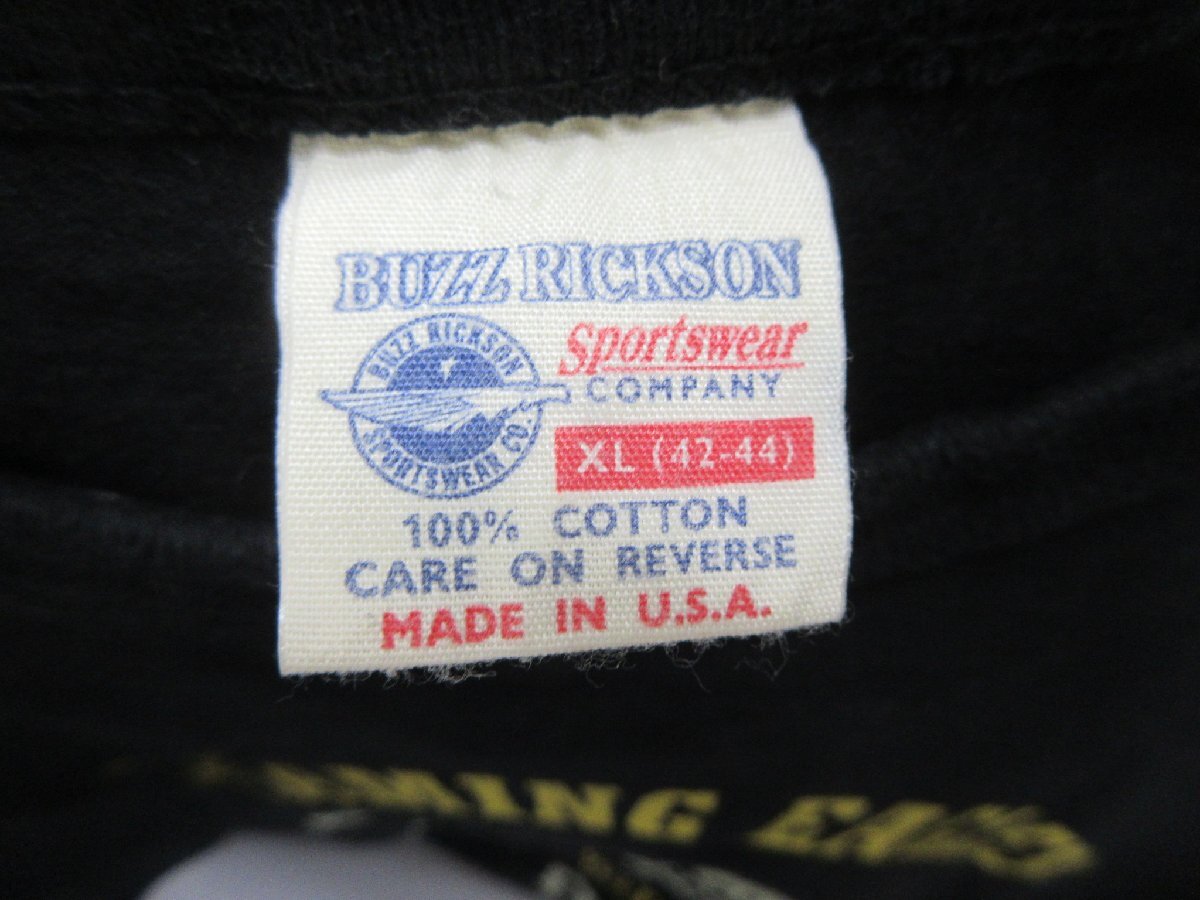 BUZZ RICKSON
BUZZ RICKSON
SPORTSWEAR CO.
Sportswear
COMPANY
XL (42-44)
100% COTTON
CARE ON REVERSE
MADE IN U.S.A.